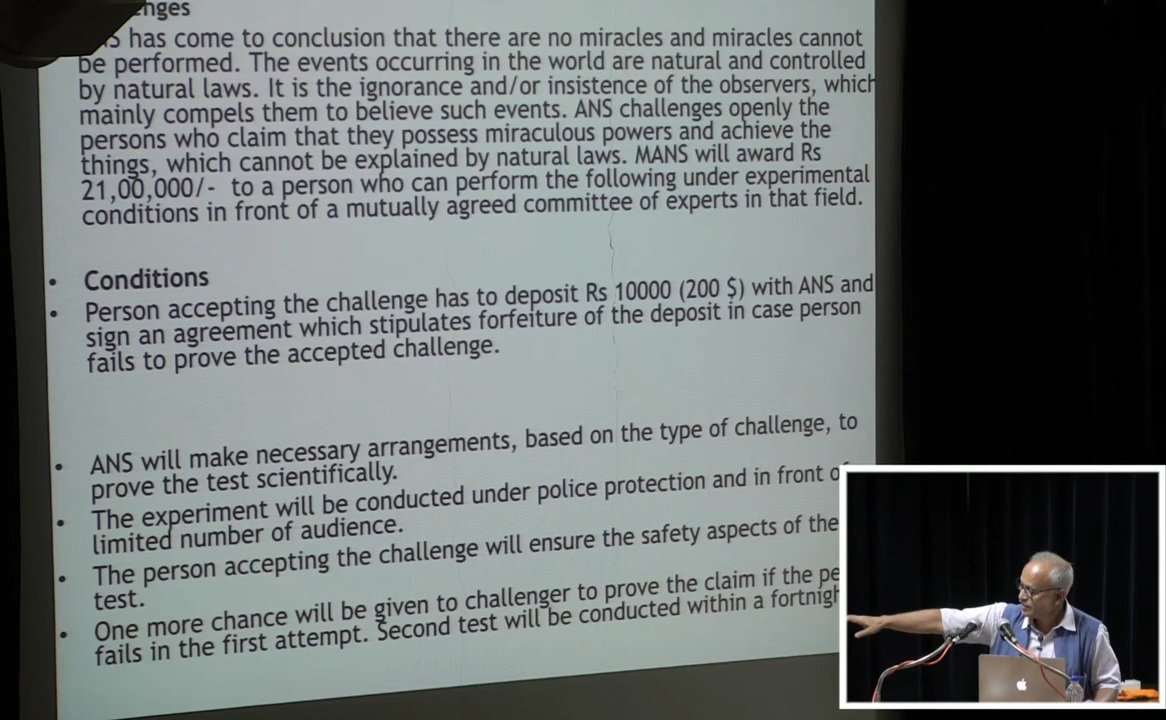 has come to conclusion that there are no miracles and miracles cannot
be performed. The events occurring in the world are natural and controlled
by natural laws. It is the ignorance and/or insistence of the observers, which
mainly compels them to believe such events. ANS challenges openly the
persons who claim that they possess miraculous powers and achieve the
things, which cannot be explained by natural laws. MANS will award Rs
21,00,000/- to a person who can perform the following under experimental
conditions in front of a mutually agreed committee of experts in that field.
• Conditions
• Person accepting the challenge has to deposit Rs 10000 (200 $) with ANS and
sign an agreement which stipulates forfeiture of the deposit in case person
fails to prove the accepted challenge.
• ANS will make necessary arrangements, based on the type of challenge, to
prove the test scientifically.
• The experiment will be conducted under police protection and in front of
limited number of audience.
• The person accepting the challenge will ensure the safety aspects of the
test.
• One more chance will be given to challenger to prove the claim if the
fails in the first attempt. Second test will be conducted within a